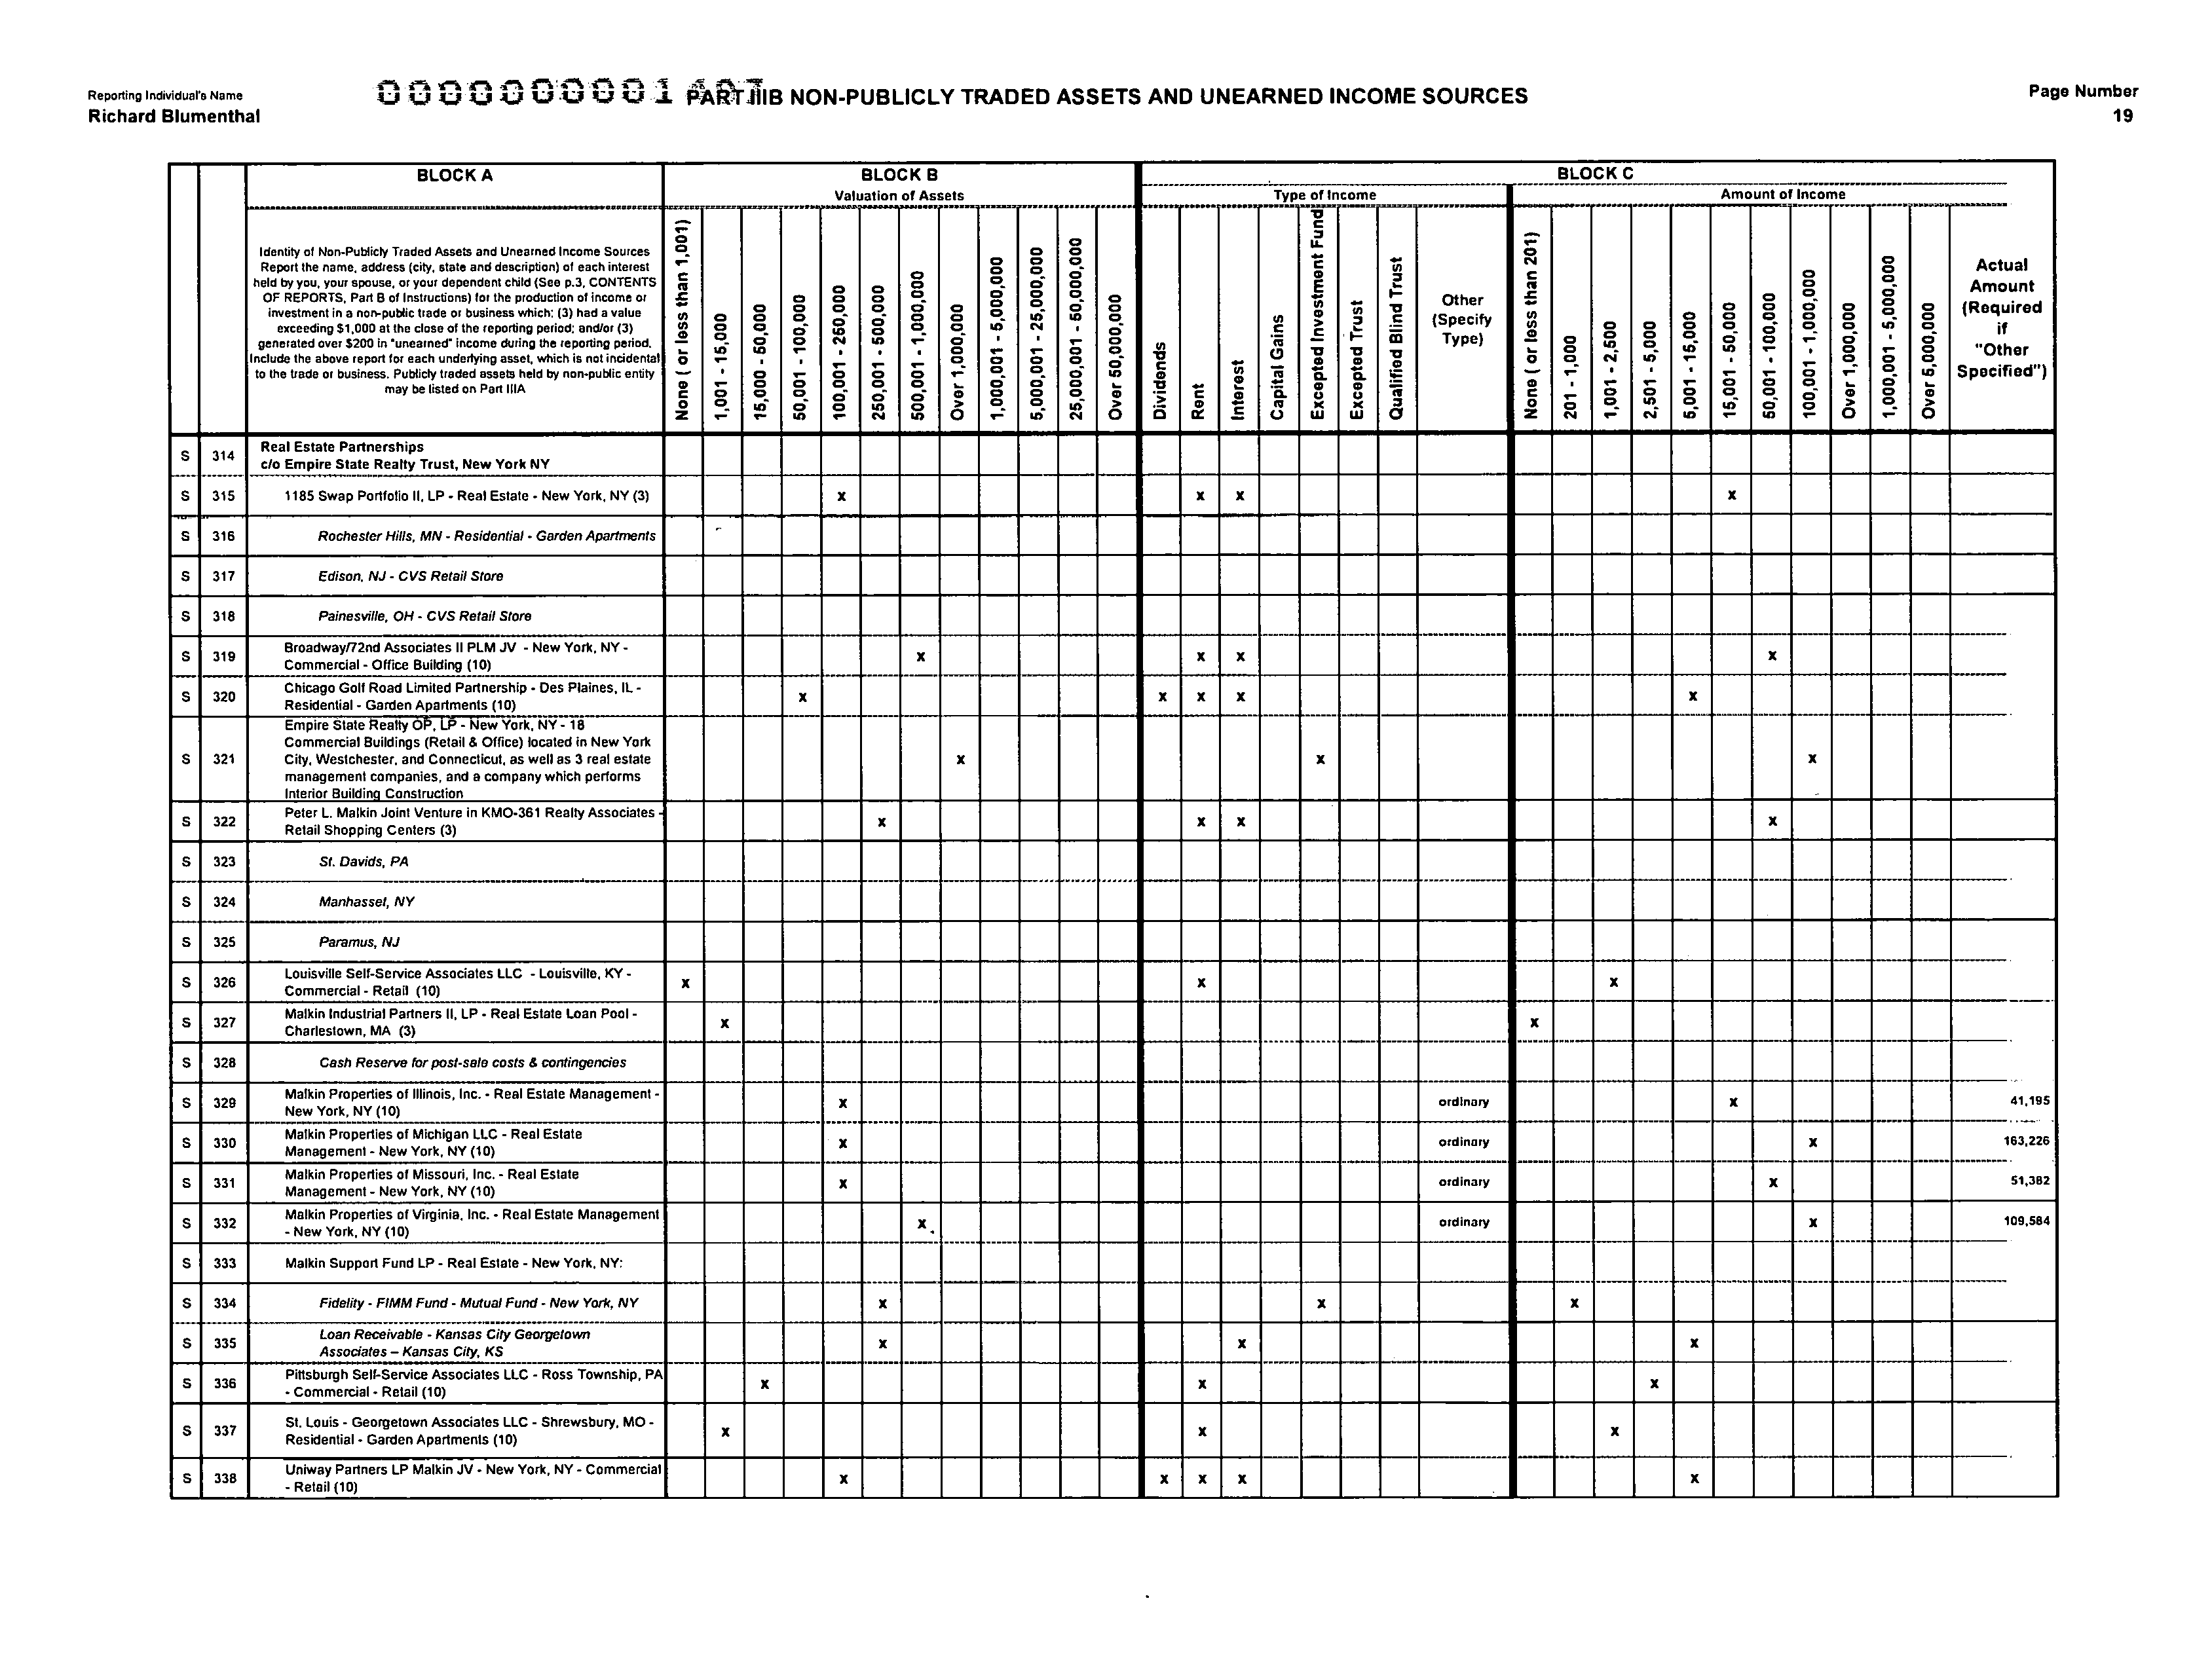 Reporting Individual's Name
Richard Blumenthal
PART IIIB NON-PUBLICLY TRADED ASSETS AND UNEARNED INCOME SOURCES
Page Number
19
BLOCK A
BLOCK B
BLOCK C
Valuation of Assets
Type of Income
Amount of Income
Identity of Non-Publicly Traded Assets and Unearned Income Sources
Report the name, address (city, state and description) of each interest
held by you, your spouse, or your dependent child (See p.3, CONTENTS
OF REPORTS, Part B of Instructions) for the production of income or
investment in a non-public trade or business which: (3) had a value
exceeding $1,000 at the close of the reporting period; and/or (3)
generated over $200 in "unearned" income during the reporting period.
Include the above report for each underlying asset, which is not incidental
to the trade or business. Publicly traded assets held by non-public entity
may be listed on Part IIIA
None ( or less than 1,001)
1,001 - 15,000
15,000 - 50,000
50,001 - 100,000
100,001 - 250,000
250,001 - 500,000
500,001 - 1,000,000
Over 1,000,000
1,000,001 - 5,000,000
5,000,001 - 25,000,000
25,000,001 - 50,000,000
Over 50,000,000
Dividends
Rent
Interest
Capital Gains
Excepted Investment Fund
Excepted Trust
Qualified Blind Trust
Other
(Specify
Type)
None ( or less than 201)
201 - 1,000
1,001 - 2,500
2,501 - 5,000
5,001 - 15,000
15,001 - 50,000
50,001 - 100,000
100,001 - 1,000,000
Over 1,000,000
1,000,001 - 5,000,000
Over 5,000,000
Actual
Amount
(Required
if
"Other
Specified")
S 314 Real Estate Partnerships
c/o Empire State Realty Trust, New York NY
S 315 1185 Swap Portfolio II, LP - Real Estate - New York, NY (3) x x x x
S 316 Rochester Hills, MN - Residential - Garden Apartments
S 317 Edison, NJ - CVS Retail Store
S 318 Painesville, OH - CVS Retail Store
S 319 Broadway/72nd Associates II PLM JV - New York, NY -
Commercial - Office Building (10) x x x x
S 320 Chicago Golf Road Limited Partnership - Des Plaines, IL -
Residential - Garden Apartments (10) x x x x x
Empire State Realty OP, LP - New York, NY - 18
Commercial Buildings (Retail & Office) located in New York
S 321 City, Westchester, and Connecticut, as well as 3 real estate x x x
management companies, and a company which performs
Interior Building Construction
S 322 Peter L. Malkin Joint Venture in KMO-361 Realty Associates -
Retail Shopping Centers (3) x x x x
S 323 St. Davids, PA
S 324 Manhasset, NY
S 325 Paramus, NJ
S 326 Louisville Self-Service Associates LLC - Louisville, KY -
Commercial - Retail (10) x x x
S 327 Malkin Industrial Partners II, LP - Real Estate Loan Pool -
Charlestown, MA (3) x x
S 328 Cash Reserve for post-sale costs & contingencies
S 329 Malkin Properties of Illinois, Inc. - Real Estate Management -
New York, NY (10) x ordinary x 41,195
S 330 Malkin Properties of Michigan LLC - Real Estate
Management - New York, NY (10) x ordinary x 163,226
S 331 Malkin Properties of Missouri, Inc. - Real Estate
Management - New York, NY (10) x ordinary x 51,382
S 332 Malkin Properties of Virginia, Inc. - Real Estate Management
- New York, NY (10) x ordinary x 109,584
S 333 Malkin Support Fund LP - Real Estate - New York, NY:
S 334 Fidelity - FIMM Fund - Mutual Fund - New York, NY x x x
S 335 Loan Receivable - Kansas City Georgetown
Associates – Kansas City, KS x x x
S 336 Pittsburgh Self-Service Associates LLC - Ross Township, PA
- Commercial - Retail (10) x x x
S 337 St. Louis - Georgetown Associates LLC - Shrewsbury, MO -
Residential - Garden Apartments (10) x x x
S 338 Uniway Partners LP Malkin JV - New York, NY - Commercial
- Retail (10) x x x x x